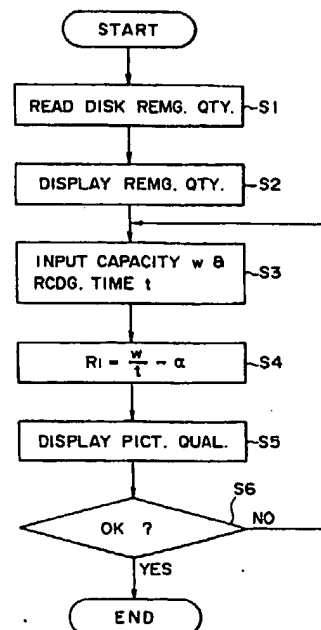 START
READ DISK REMG. QTY.
S1
DISPLAY REMG. QTY.
S2
INPUT CAPACITY w &
RCDG. TIME t
S3
R1 = w/t - α
S4
DISPLAY PICT. QUAL.
S5
S6
OK ?
NO
YES
END